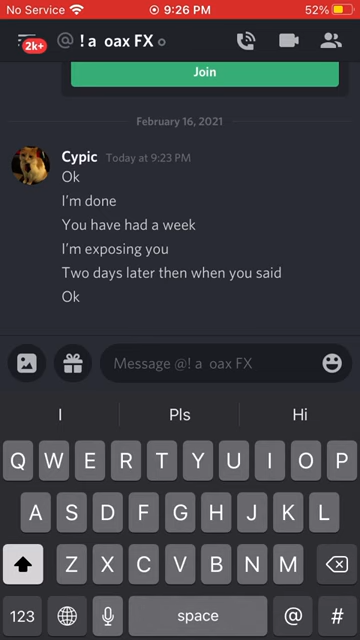 No Service 9:26 PM 52%
2k+ @ ! a oax FX
Join
February 16, 2021
Cypic Today at 9:23 PM
Ok
I'm done
You have had a week
I'm exposing you
Two days later then when you said
Ok
Message @! a oax FX
I Pls Hi
Q W E R T Y U I O P
A S D F G H J K L
Z X C V B N M
123 space @ #